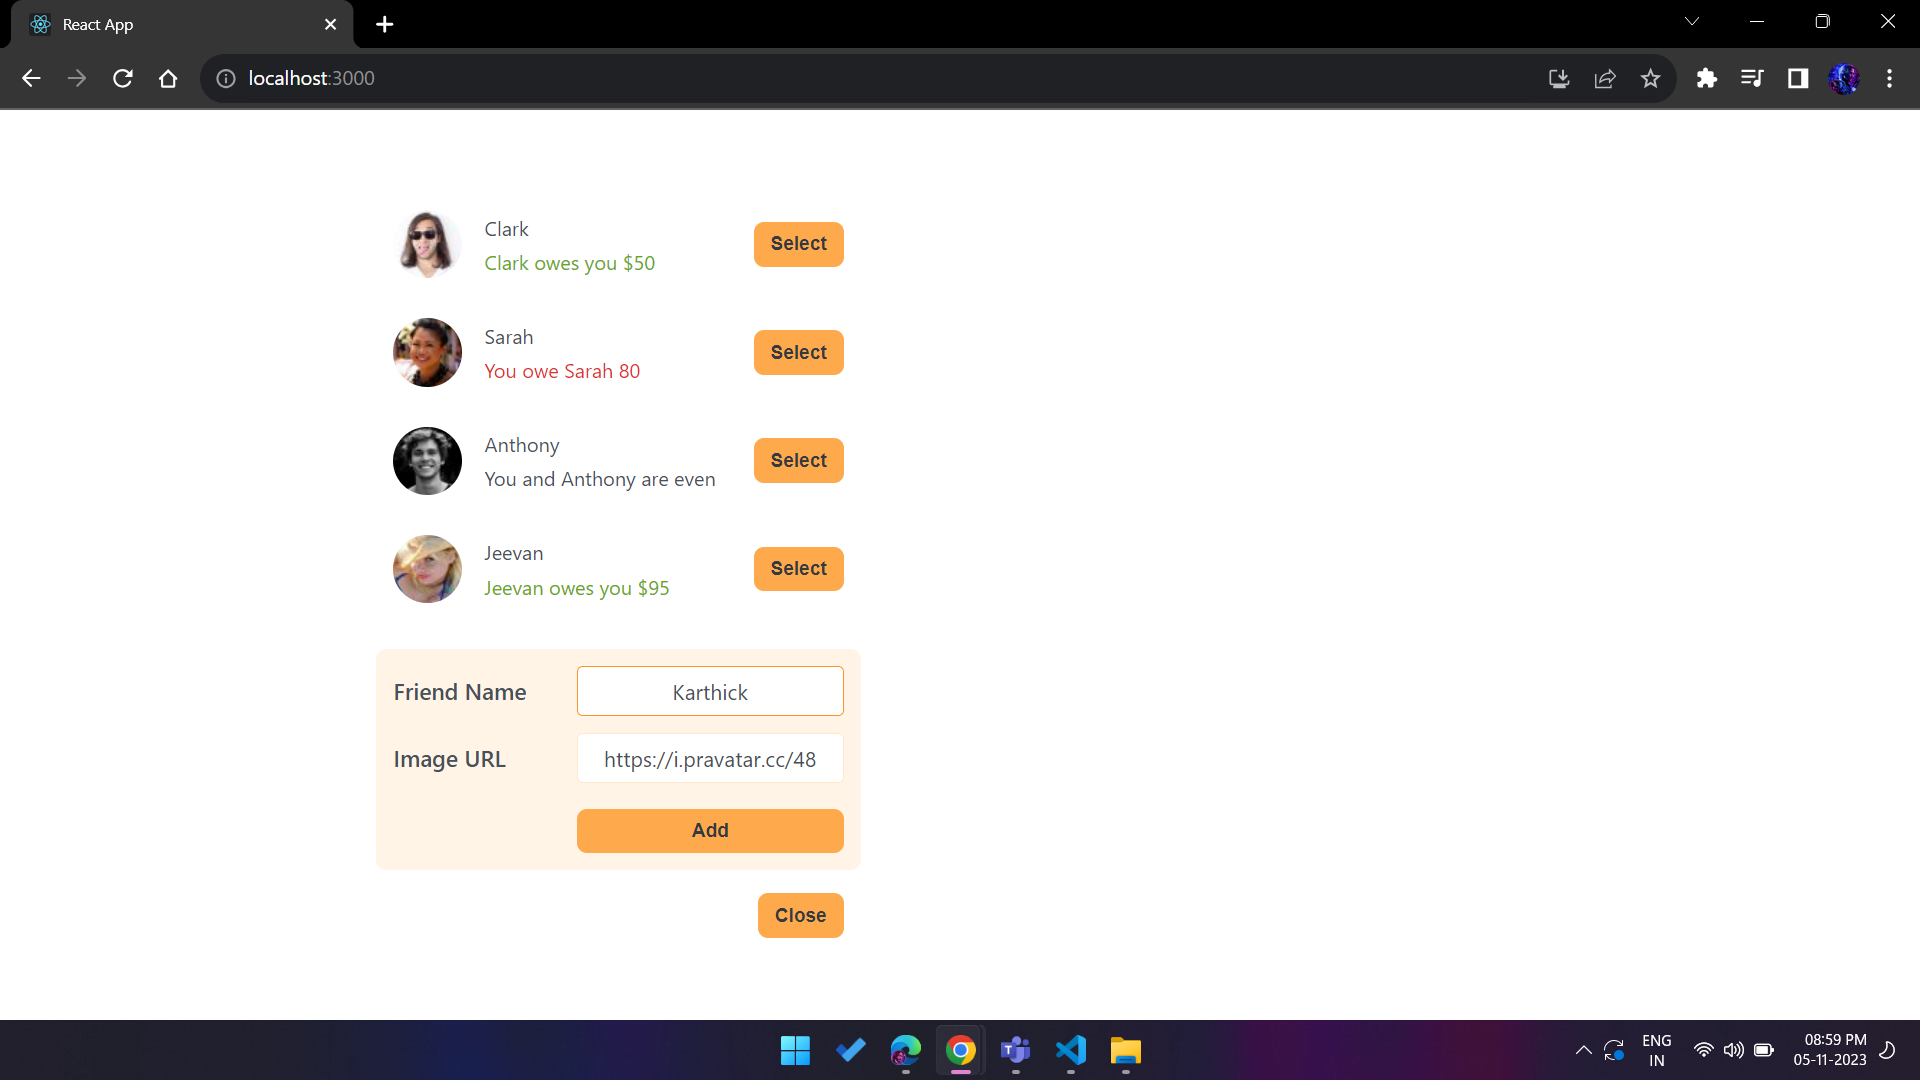 React App
localhost:3000
Clark
Clark owes you $50
Select
Sarah
You owe Sarah 80
Select
Anthony
You and Anthony are even
Select
Jeevan
Jeevan owes you $95
Select
Friend Name
Karthick
Image URL
https://i.pravatar.cc/48
Add
Close
ENG
IN
08:59 PM
05-11-2023